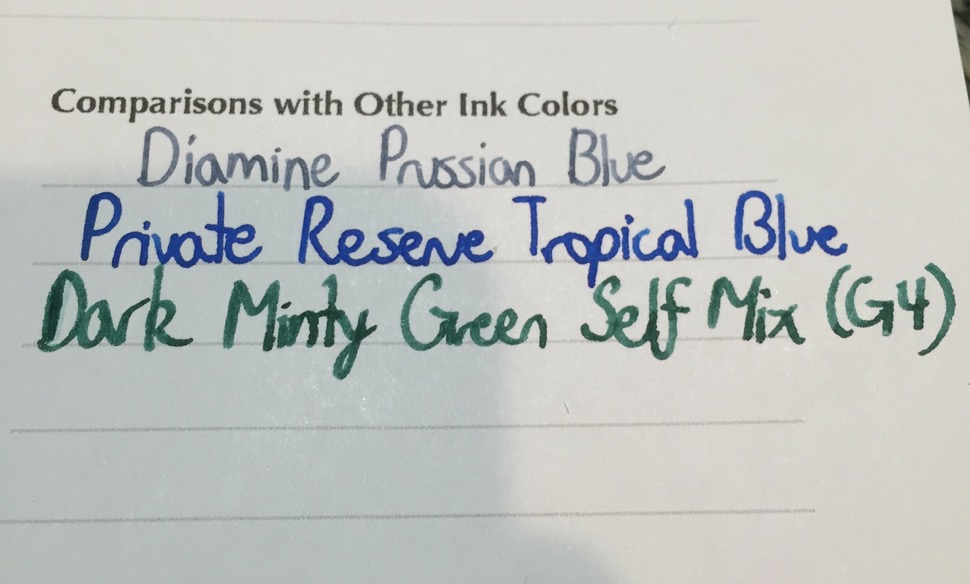 Comparisons with Other Ink Colors
Diamine Prussian Blue
Private Reserve Tropical Blue
Dark Minty Green Self Mix (G4)